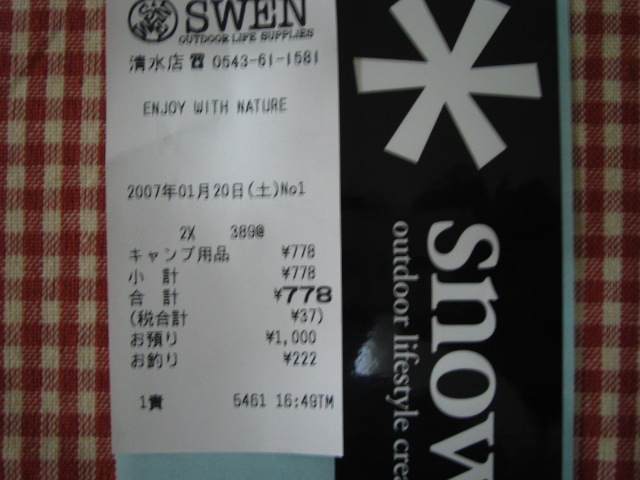 SWEN
OUTDOOR LIFE SUPPLIES
清水店☎ 0543-61-1581
ENJOY WITH NATURE
2007年01月20日(土)No1
2X 389@
キャンプ用品 ¥778
小 計 ¥778
合 計 ¥778
(税合計 ¥37)
お預り ¥1,000
お釣り ¥222
1責 5461 16:49TM
snow
outdoor lifestyle crea